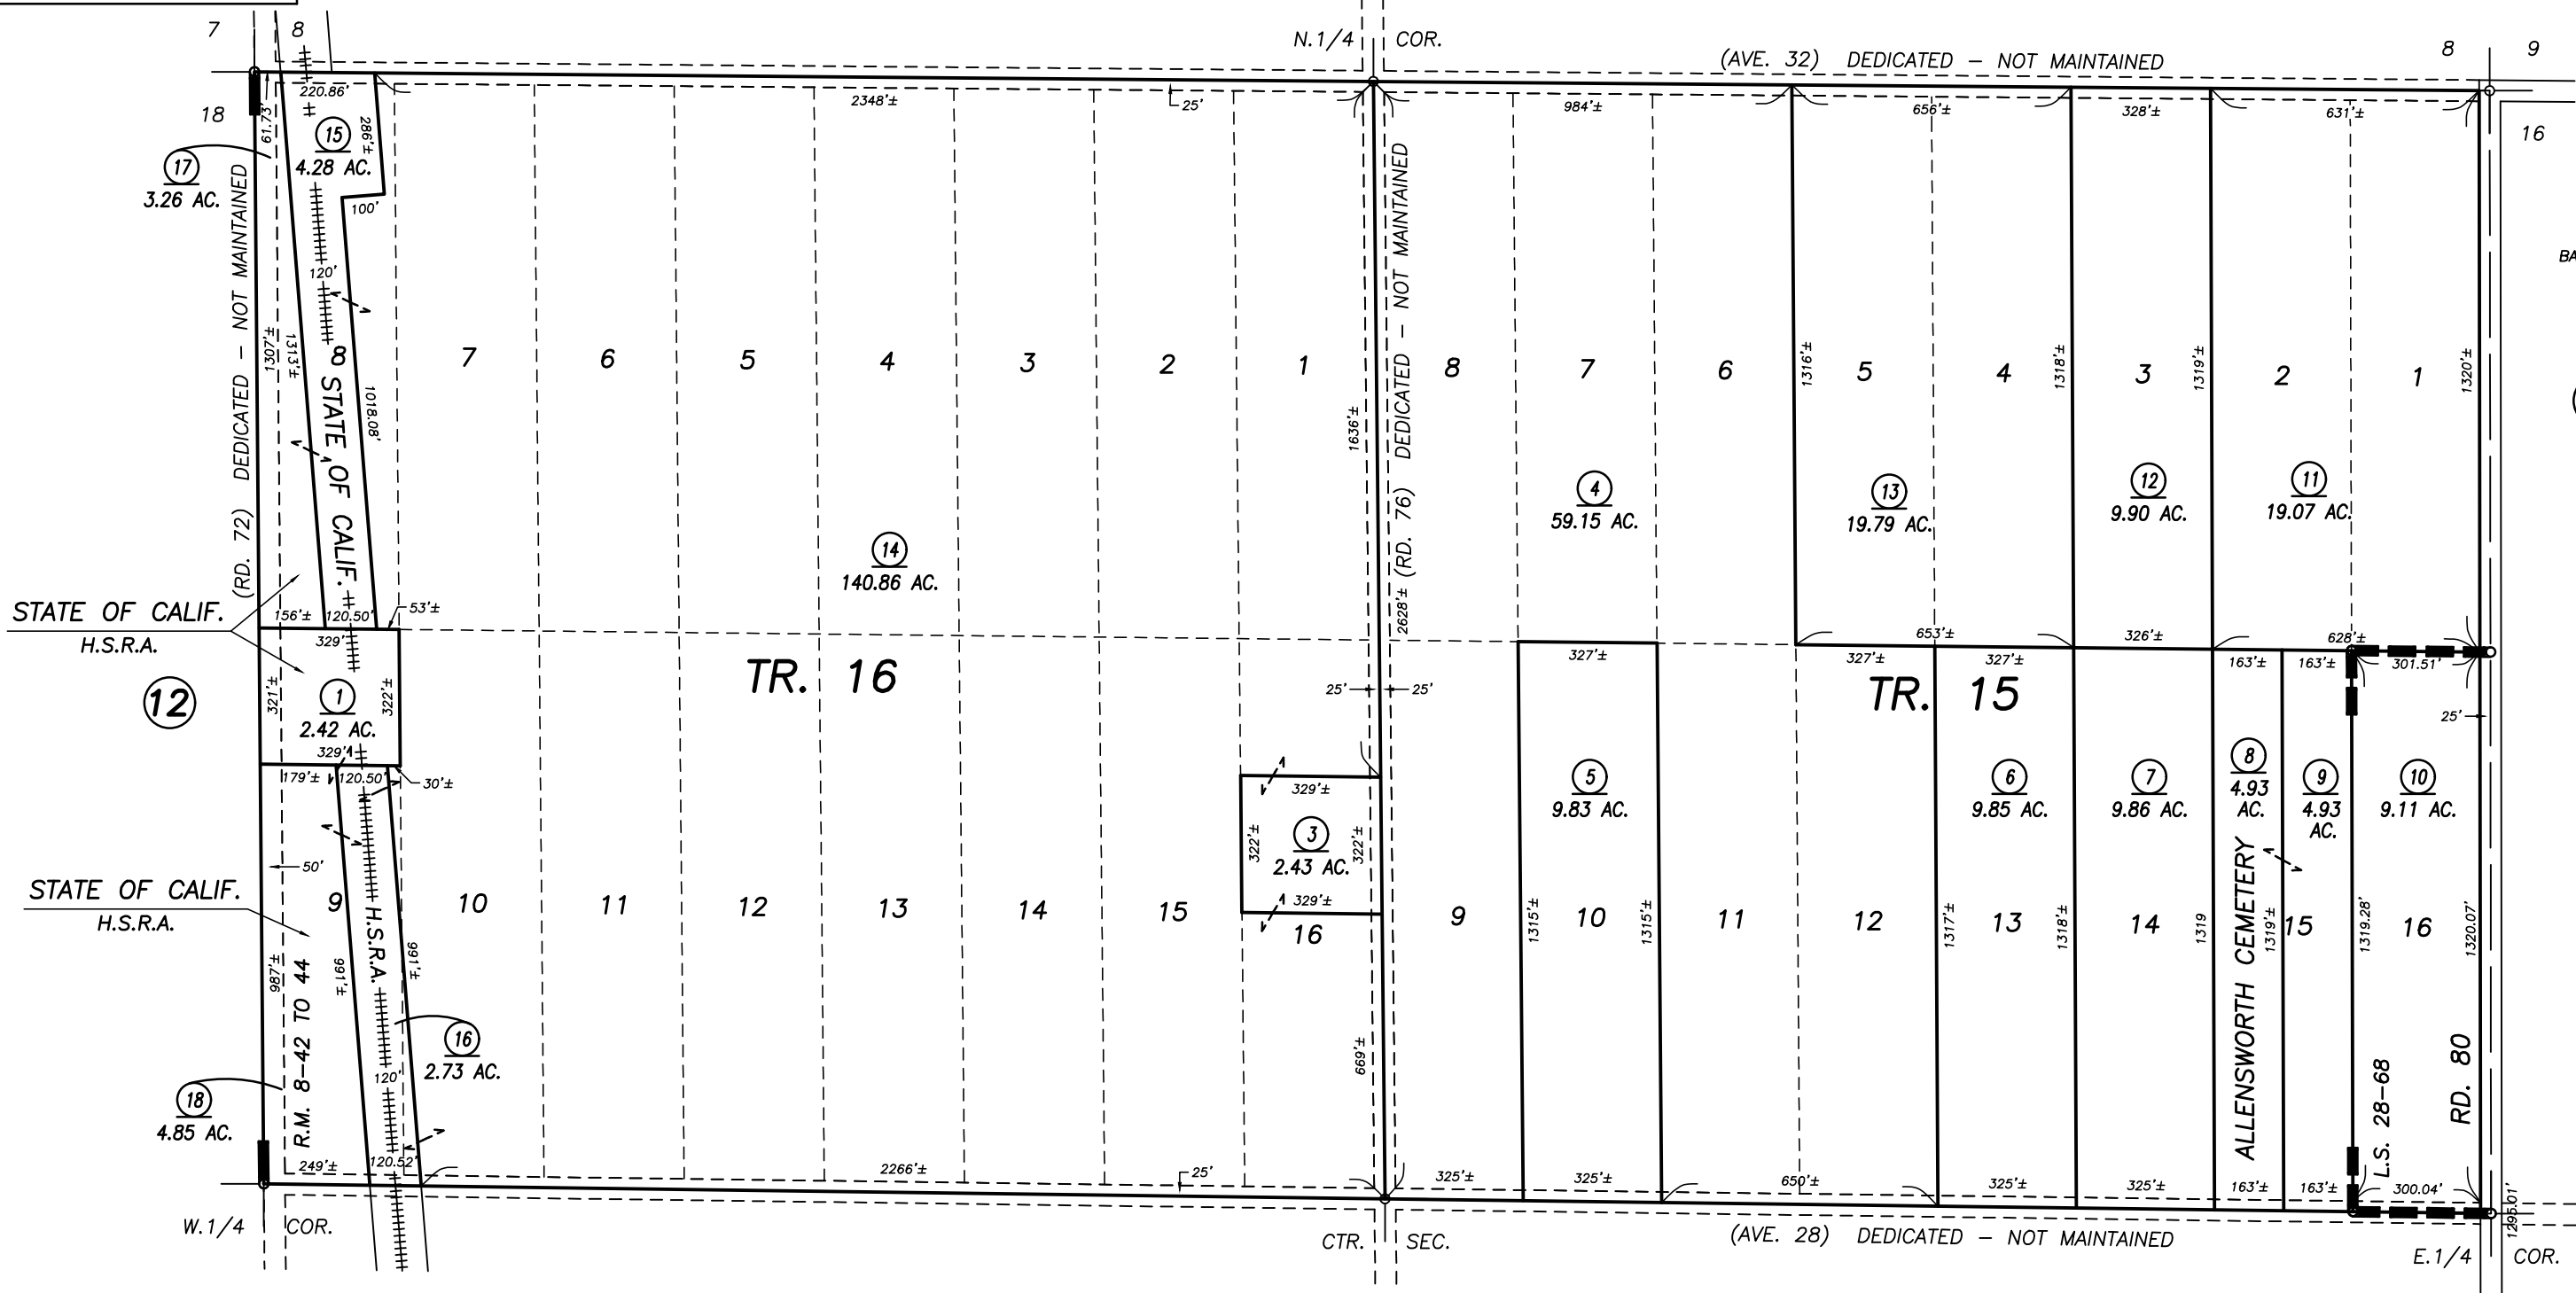 7 8
N.1/4 COR.
(AVE. 32) DEDICATED - NOT MAINTAINED
8 9
18
16
220.86'
2348'±
25'
984'±
656'±
328'±
631'±
61.73'
15
4.28 AC.
286'±
17
3.26 AC.
100'
(RD. 72) DEDICATED - NOT MAINTAINED
120'
1307'±
1313'±
8
STATE OF CALIF.
1018.08'
7 6 5 4 3 2 1
8 7 6 5 4 3 2 1
1636'±
2628'±
(RD. 76) DEDICATED - NOT MAINTAINED
1316'±
1318'±
1319'±
1320'±
14
140.86 AC.
4
59.15 AC.
13
19.79 AC.
12
9.90 AC.
11
19.07 AC.
STATE OF CALIF.
H.S.R.A.
156'±
120.50'
53'±
329'
653'±
326'±
628'±
TR. 16
TR. 15
327'±
327'±
327'±
163'±
163'±
301.51'
12
321'±
1
2.42 AC.
322'±
25'
25'
25'
329'
179'±
120.50'
30'±
50'
329'±
322'±
3
2.43 AC.
322'±
329'±
5
9.83 AC.
6
9.85 AC.
7
9.86 AC.
8
4.93
AC.
9
4.93
AC.
10
9.11 AC.
STATE OF CALIF.
H.S.R.A.
9
H.S.R.A.
10 11 12 13 14 15 16
9 10 11 12 13 14 15 16
987'±
991'±
991'±
1315'±
1315'±
1317'±
1318'±
1319
1319'±
1319.28'
1320.07'
ALLENSWORTH CEMETERY
R.M. 8-42 TO 44
16
2.73 AC.
669'±
18
4.85 AC.
120'
L.S. 28-68
RD. 80
249'±
120.52'
2266'±
25'
325'±
325'±
650'±
325'±
325'±
163'±
163'±
300.04'
1295.01'
W.1/4 COR.
CTR. SEC.
(AVE. 28) DEDICATED - NOT MAINTAINED
E.1/4 COR.